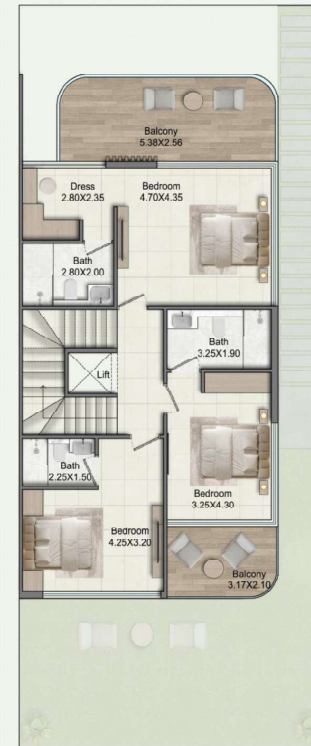 Balcony
5.38X2.56
Dress
2.80X2.35
Bedroom
4.70X4.35
Bath
2.80X2.00
Bath
3.25X1.90
Lift
Bath
2.25X1.50
Bedroom
3.25X4.30
Bedroom
4.25X3.20
Balcony
3.17X2.10